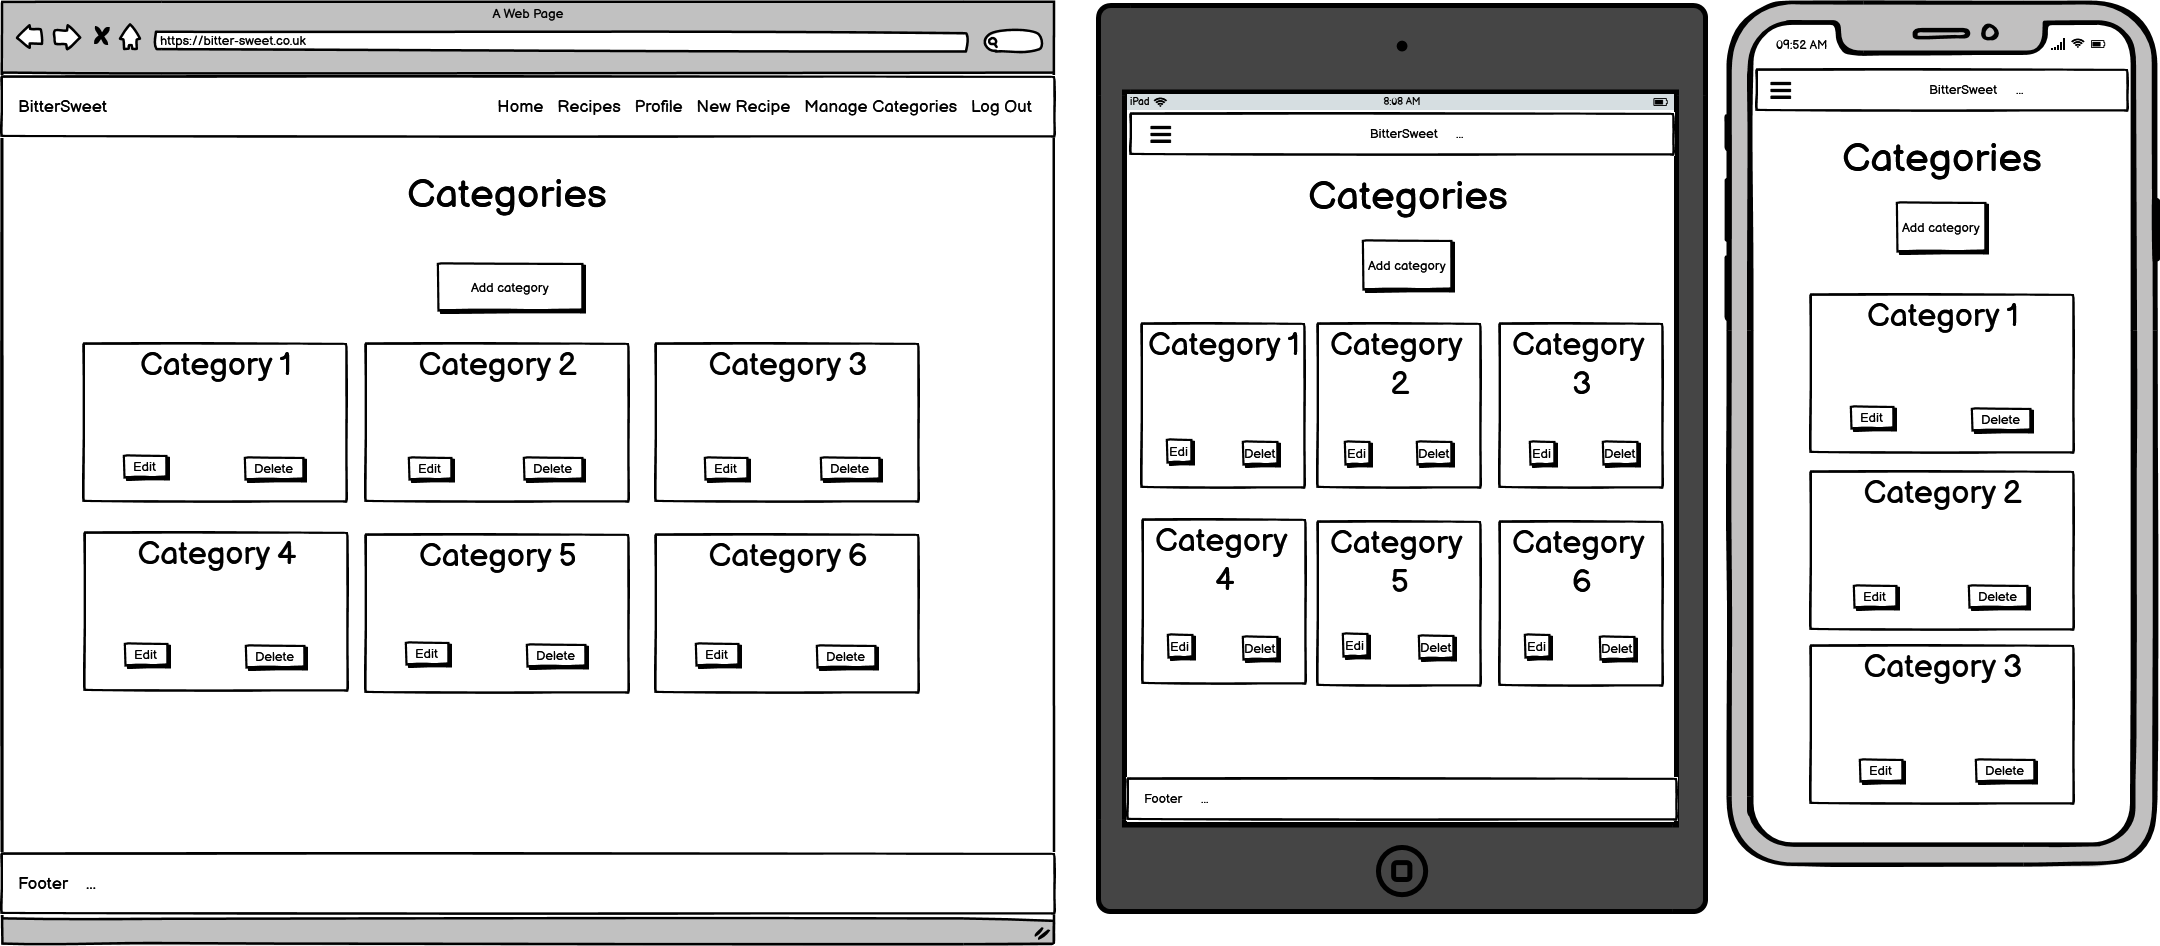 A Web Page
https://bitter-sweet.co.uk
BitterSweet Home Recipes Profile New Recipe Manage Categories Log Out
Categories
Add category
Category 1 Category 2 Category 3
Edit Delete Edit Delete Edit Delete
Category 4 Category 5 Category 6
Edit Delete Edit Delete Edit Delete
Footer ...
iPad 8:08 AM
BitterSweet ...
Categories
Add category
Category 1 Category Category
2 3
Edi Delet Edi Delet Edi Delet
Category Category Category
4 5 6
Edi Delet Edi Delet Edi Delet
Footer ...
09:52 AM
BitterSweet ...
Categories
Add category
Category 1
Edit Delete
Category 2
Edit Delete
Category 3
Edit Delete